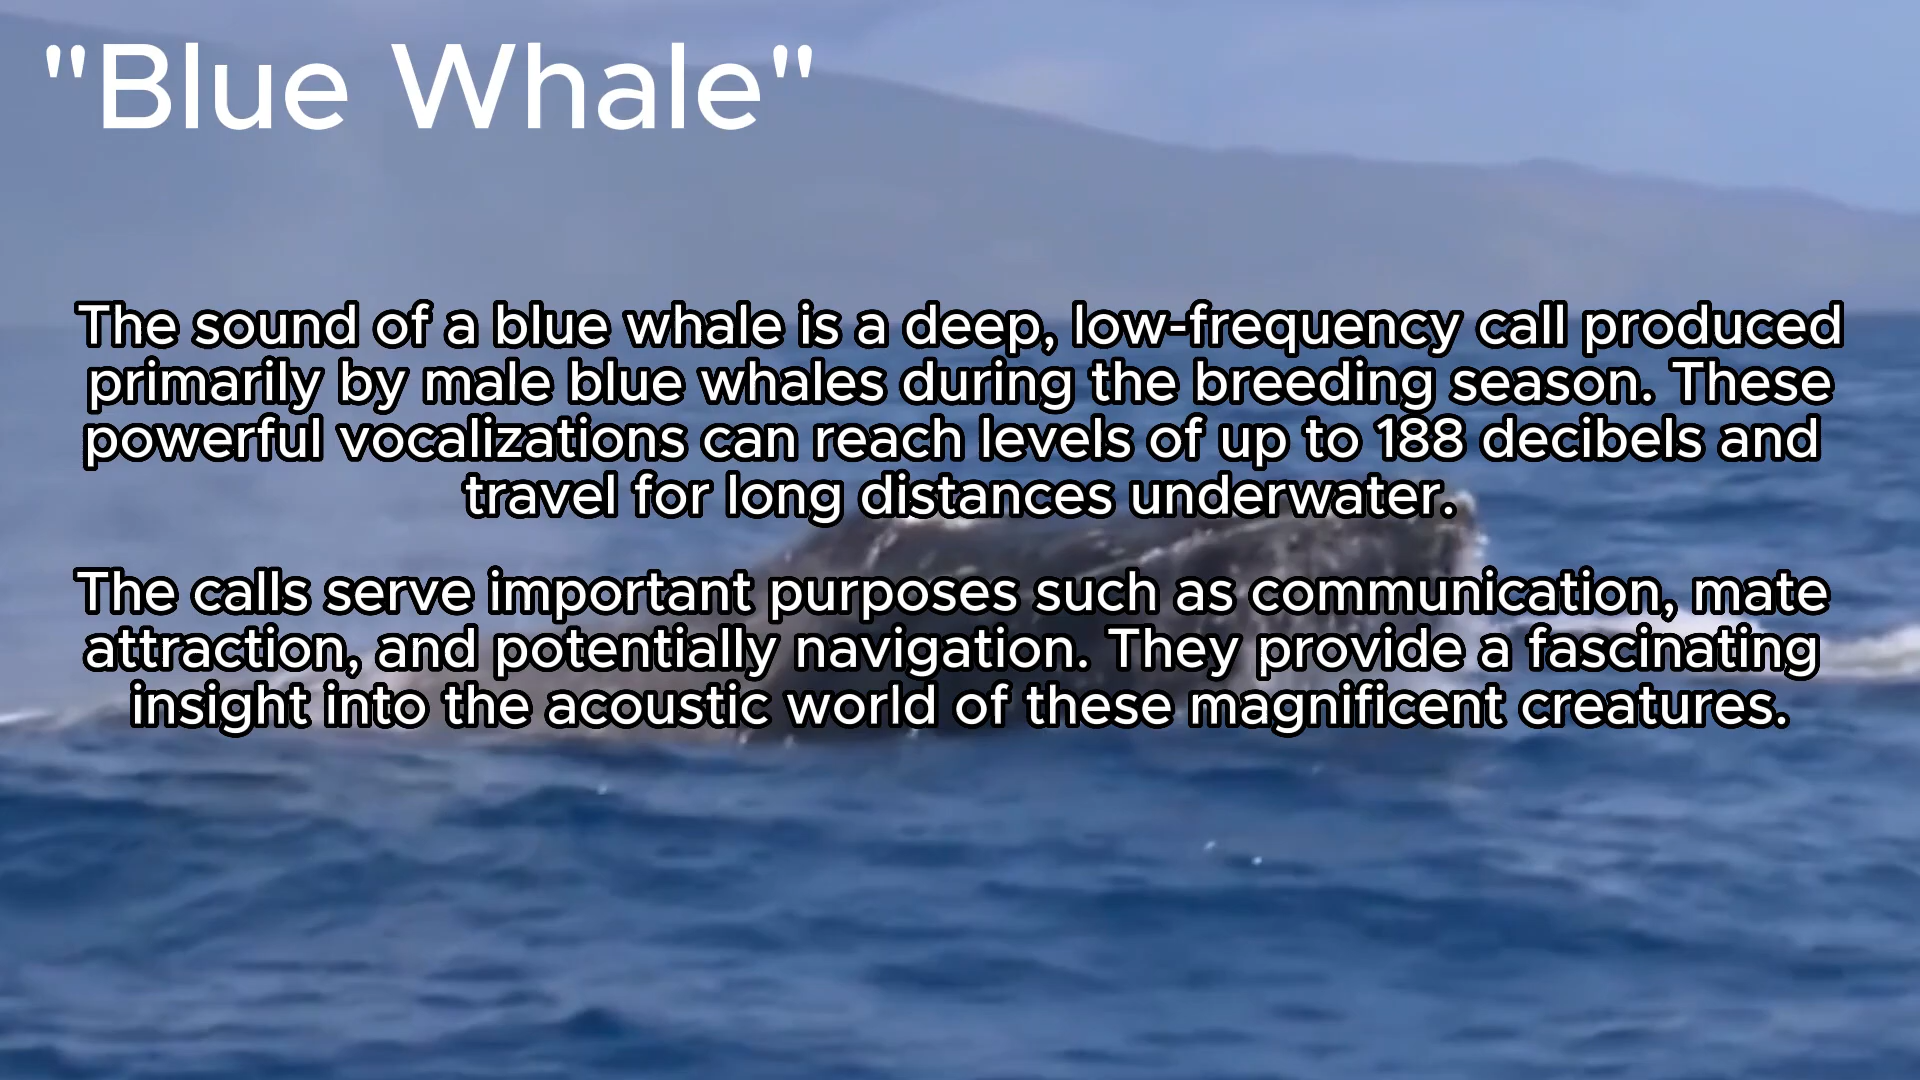 "Blue Whale"
The sound of a blue whale is a deep, low-frequency call produced
primarily by male blue whales during the breeding season. These
powerful vocalizations can reach levels of up to 188 decibels and
travel for long distances underwater.
The calls serve important purposes such as communication, mate
attraction, and potentially navigation. They provide a fascinating
insight into the acoustic world of these magnificent creatures.